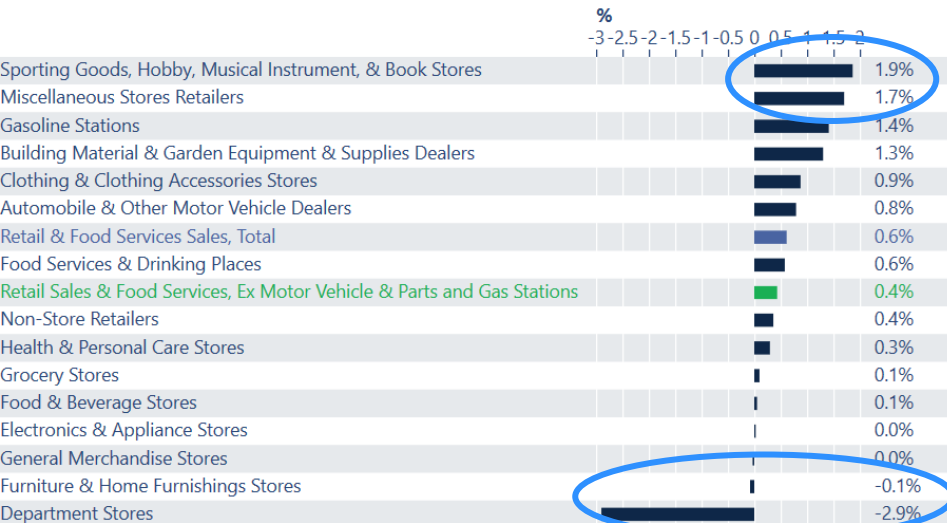 %
-3 -2.5 -2 -1.5 -1 -0.5 0 0.5 1 1.5 2
Sporting Goods, Hobby, Musical Instrument, & Book Stores 1.9%
Miscellaneous Stores Retailers 1.7%
Gasoline Stations 1.4%
Building Material & Garden Equipment & Supplies Dealers 1.3%
Clothing & Clothing Accessories Stores 0.9%
Automobile & Other Motor Vehicle Dealers 0.8%
Retail & Food Services Sales, Total 0.6%
Food Services & Drinking Places 0.6%
Retail Sales & Food Services, Ex Motor Vehicle & Parts and Gas Stations 0.4%
Non-Store Retailers 0.4%
Health & Personal Care Stores 0.3%
Grocery Stores 0.1%
Food & Beverage Stores 0.1%
Electronics & Appliance Stores 0.0%
General Merchandise Stores 0.0%
Furniture & Home Furnishings Stores -0.1%
Department Stores -2.9%